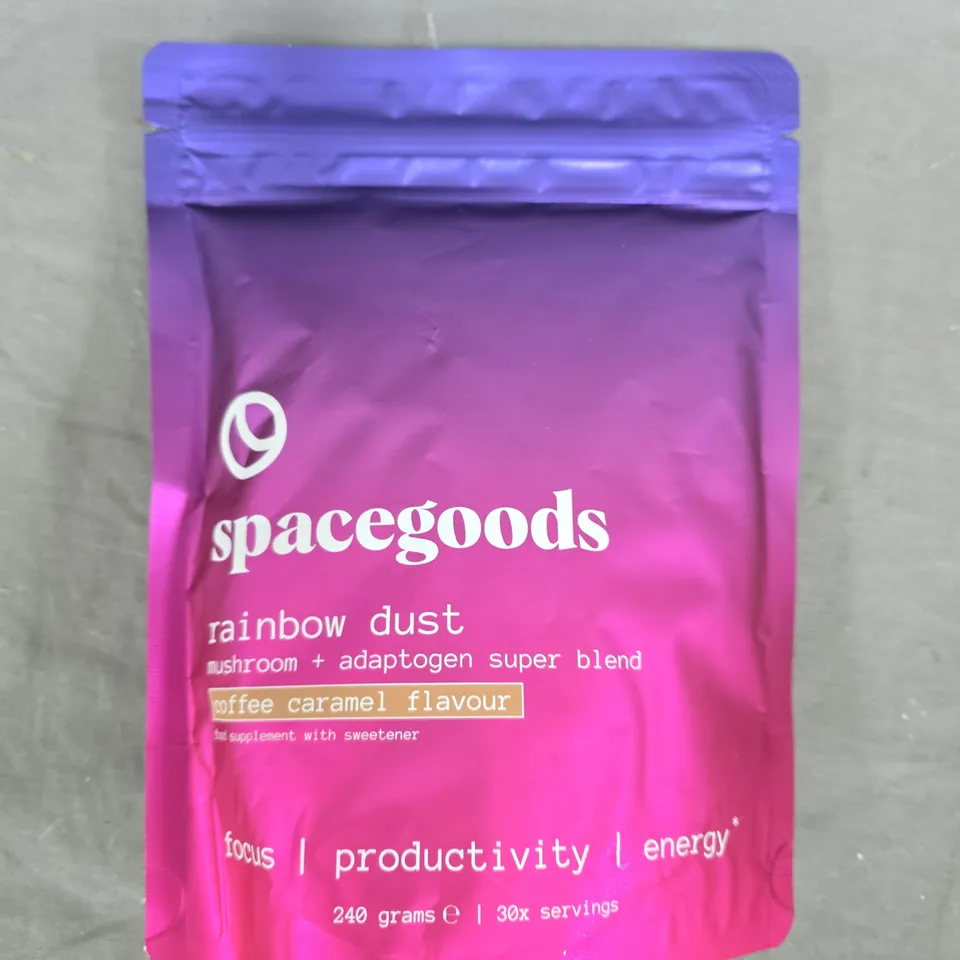 spacegoods
rainbow dust
mushroom + adaptogen super blend
coffee caramel flavour
food supplement with sweetener
focus | productivity | energy*
240 grams ℮ | 30x servings